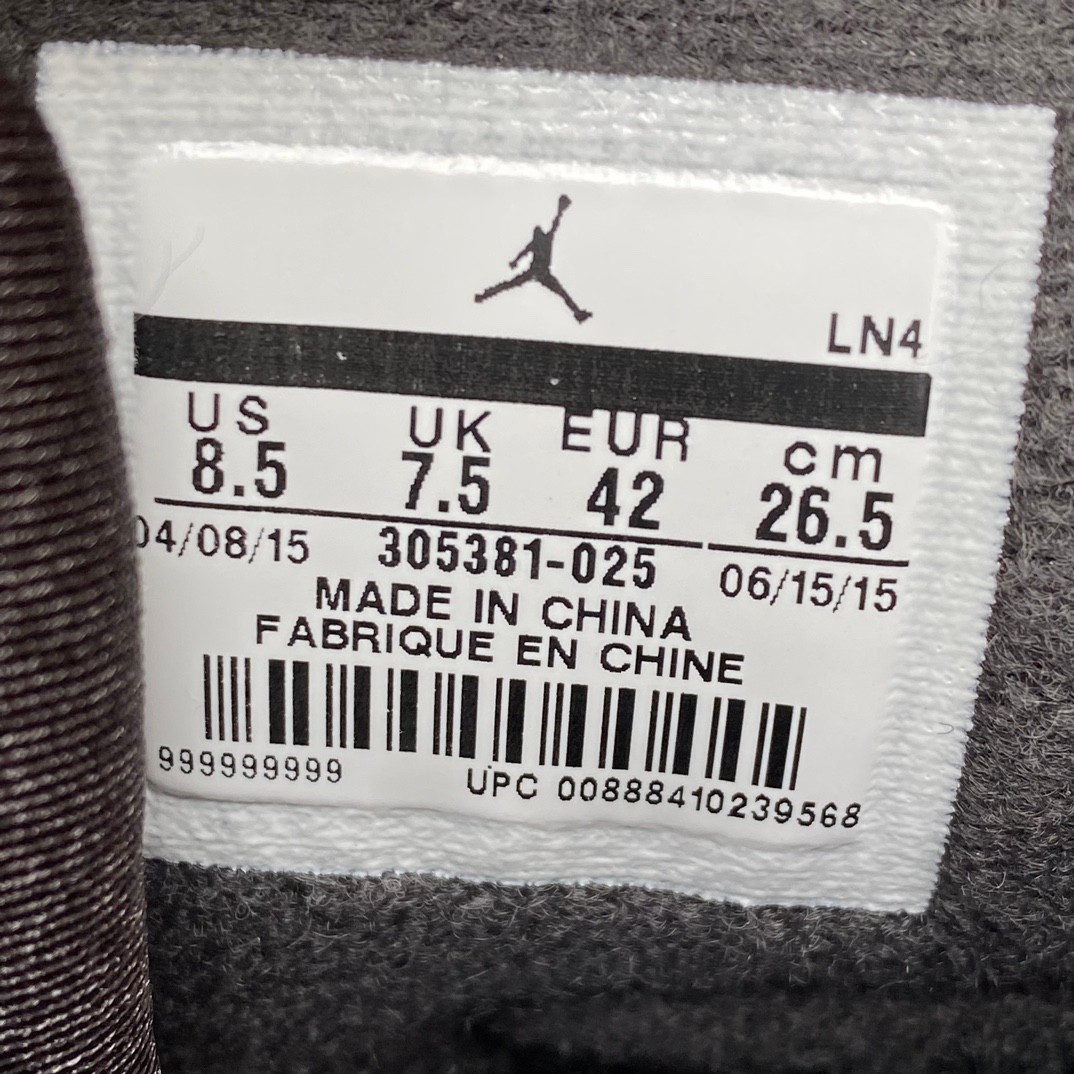 LN4
US UK EUR cm
8.5 7.5 42 26.5
04/08/15 305381-025 06/15/15
MADE IN CHINA
FABRIQUE EN CHINE
999999999 UPC 00888410239568